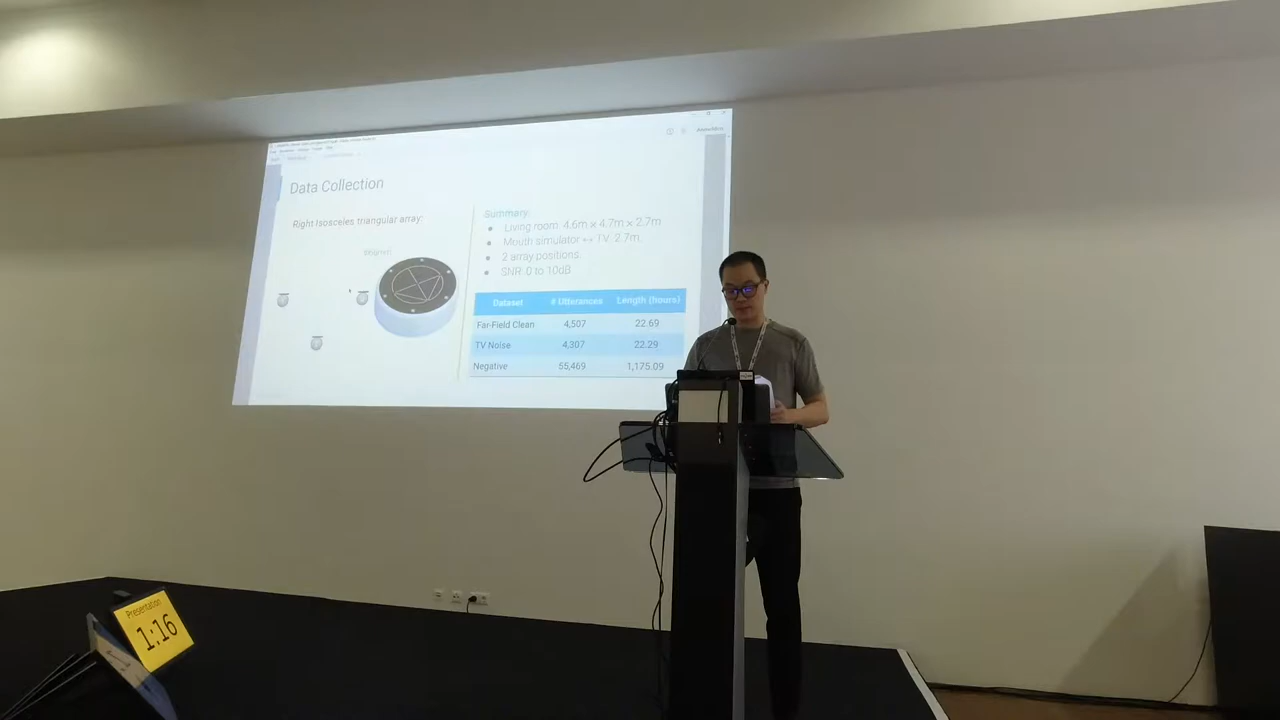 Data Collection
Right Isosceles triangular array:
Summary:
Living room: 4.6m × 4.7m × 2.7m
Mouth simulator ↔ TV: 2.7m.
2 array positions.
SNR: 0 to 10dB
Dataset # Utterances Length (hours)
Far-Field Clean 4,507 22.69
TV Noise 4,307 22.29
Negative 55,469 1,175.09
Presentation
1:16